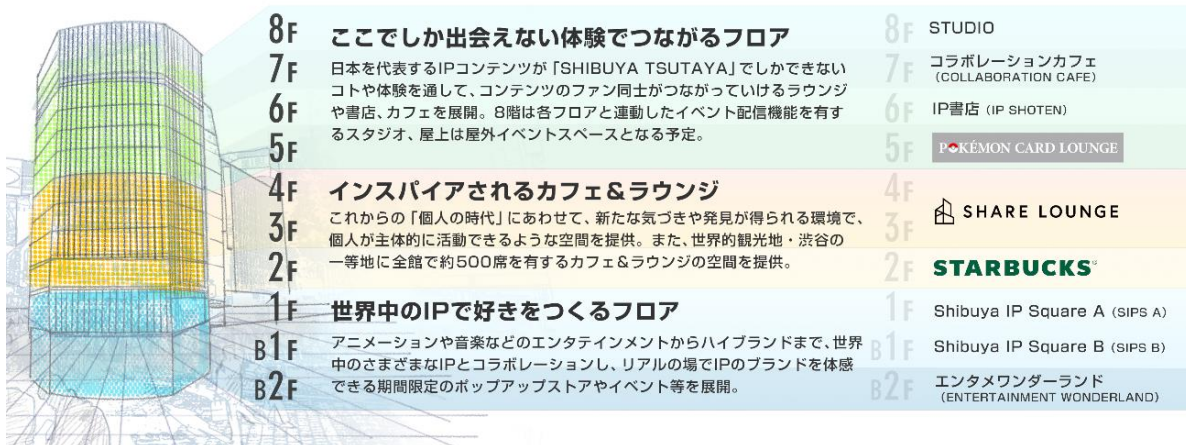 8F
ここでしか出会えない体験でつながるフロア
8F
STUDIO
7F
日本を代表するIPコンテンツが「SHIBUYA TSUTAYA」でしかできない
コトや体験を通して、コンテンツのファン同士がつながっていけるラウンジ
や書店、カフェを展開。8階は各フロアと連動したイベント配信機能を有す
るスタジオ、屋上は屋外イベントスペースとなる予定。
7F
コラボレーションカフェ
(COLLABORATION CAFE)
6F
6F
IP書店 (IP SHOTEN)
5F
5F
POKÉMON CARD LOUNGE
4F
インスパイアされるカフェ&ラウンジ
4F
3F
これからの「個人の時代」にあわせて、新たな気づきや発見が得られる環境で、
個人が主体的に活動できるような空間を提供。また、世界的観光地・渋谷の
一等地に全館で約500席を有するカフェ&ラウンジの空間を提供。
3F
SHARE LOUNGE
2F
2F
STARBUCKS
1F
世界中のIPで好きをつくるフロア
1F
Shibuya IP Square A (SIPS A)
B1F
アニメーションや音楽などのエンタテインメントからハイブランドまで、世界
中のさまざまなIPとコラボレーションし、リアルの場でIPのブランドを体感
できる期間限定のポップアップストアやイベント等を展開。
B1F
Shibuya IP Square B (SIPS B)
B2F
B2F
エンタメワンダーランド
(ENTERTAINMENT WONDERLAND)